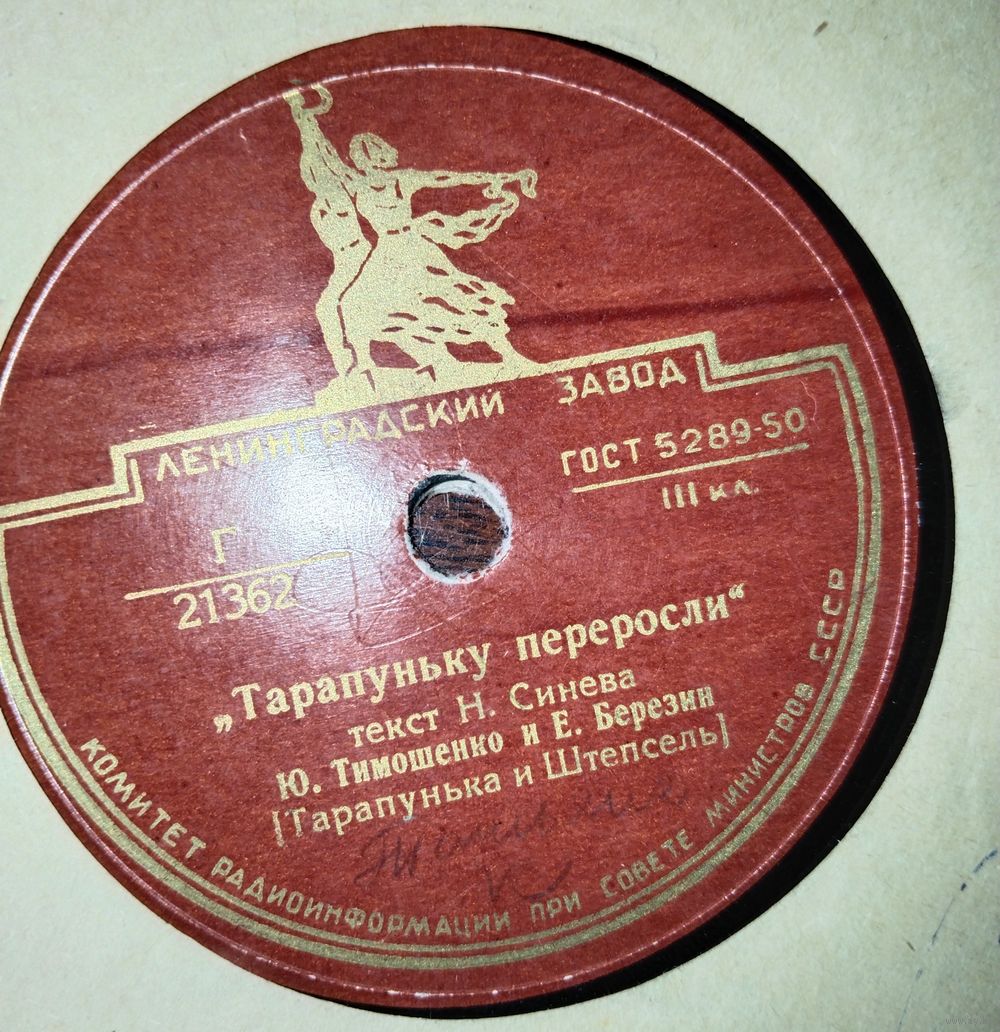 ЛЕНИНГРАДСКИЙ ЗАВОД
ГОСТ 5289-50
III кл.
Г
21362
„Тарапуньку переросли“
текст Н. Синева
Ю. Тимошенко и Е. Березин
[Тарапунька и Штепсель]
КОМИТЕТ РАДИОИНФОРМАЦИИ ПРИ СОВЕТЕ МИНИСТРОВ СССР